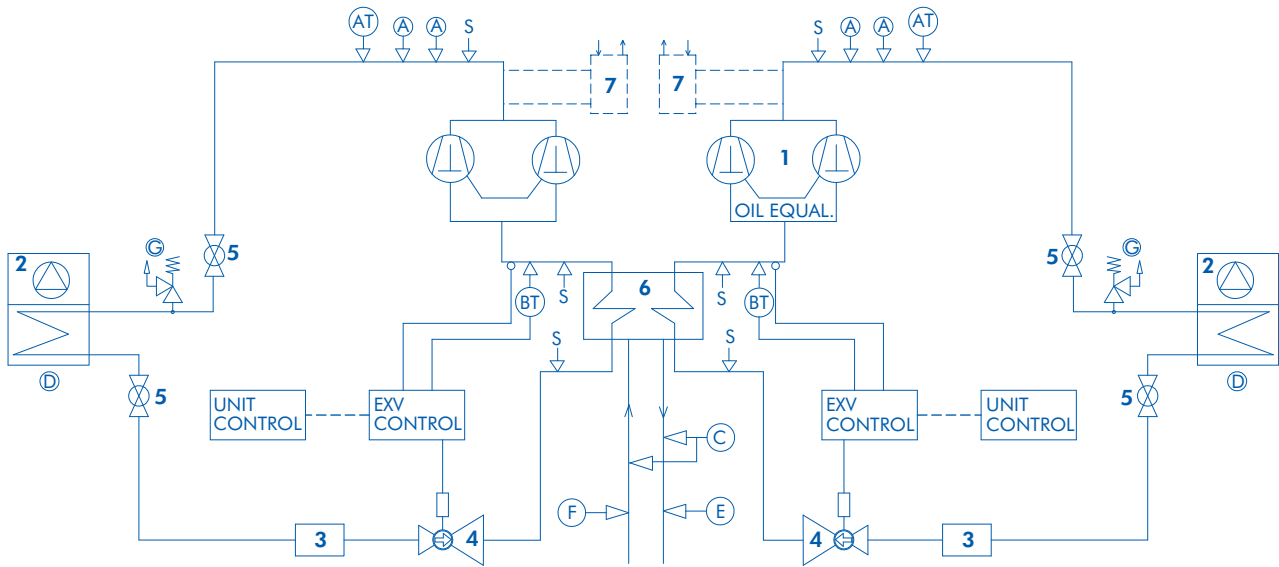 AT A A S S A A AT
7 7
1
OIL EQUAL.
G 5 5 G
2 6 2
S S
BT BT
S S
D 5 5 D
UNIT CONTROL
EXV CONTROL
EXV CONTROL
UNIT CONTROL
C
F E
3 4 4 3